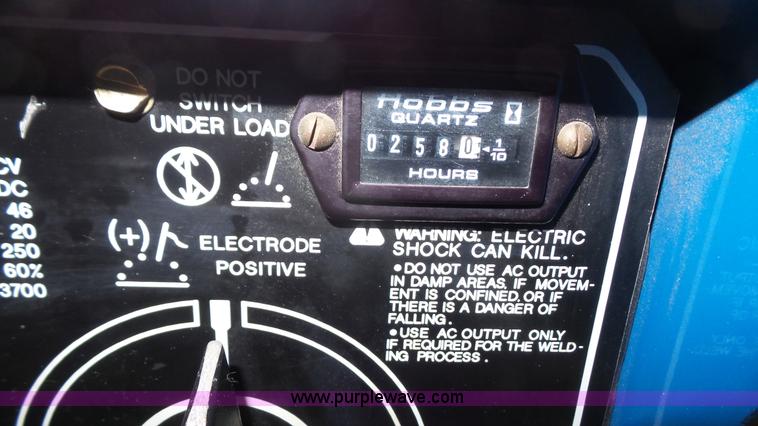 DO NOT
SWITCH
UNDER LOAD
Hobbs
QUARTZ
0 2 5 8 0 ◄ 1/10
HOURS
CV
DC
46
20
250
60%
3700
(+)
ELECTRODE
POSITIVE
WARNING: ELECTRIC
SHOCK CAN KILL.
● DO NOT USE AC OUTPUT
IN DAMP AREAS, IF MOVEM-
ENT IS CONFINED, OR IF
THERE IS A DANGER OF
FALLING.
● USE AC OUTPUT ONLY
IF REQUIRED FOR THE WELD-
ING PROCESS.
www.purplewave.com